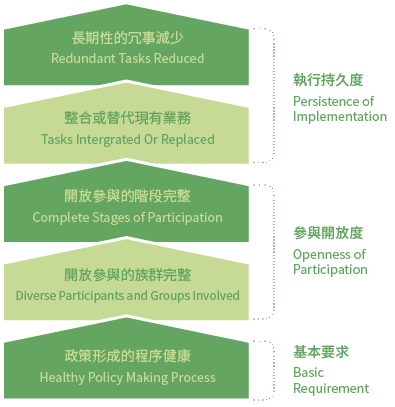 長期性的冗事減少
Redundant Tasks Reduced
整合或替代現有業務
Tasks Intergrated Or Replaced
執行持久度
Persistence of
Implementation
開放參與的階段完整
Complete Stages of Participation
開放參與的族群完整
Diverse Participants and Groups Involved
參與開放度
Openness of
Participation
政策形成的程序健康
Healthy Policy Making Process
基本要求
Basic
Requirement